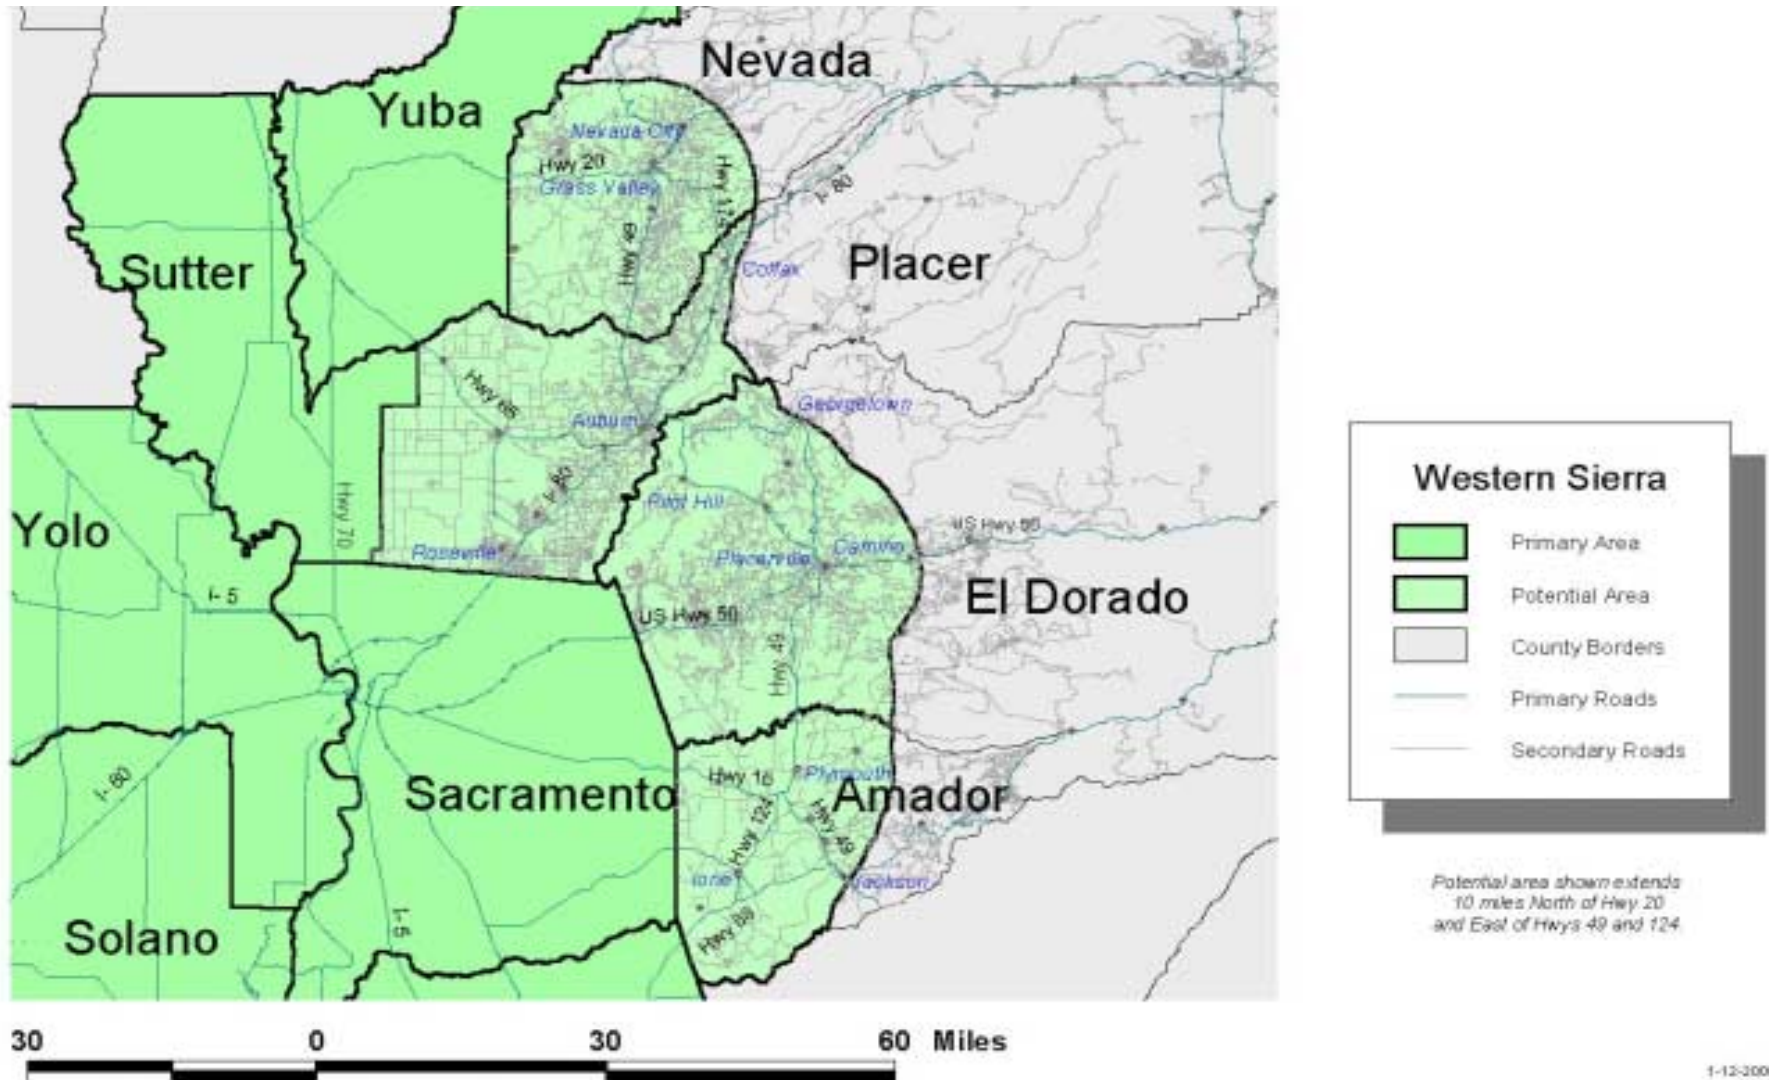 Nevada
Yuba
Nevada City
Hwy 20
Grass Valley
Hwy 49
I- 80
Sutter
Colfax
Placer
Hwy 65
Auburn
Georgetown
Hwy 70
I- 80
Pilot Hill
Yolo
Roseville
Placerville
Camino
US Hwy 50
I- 5
US Hwy 50
El Dorado
Hwy 49
I- 80
Sacramento
Hwy 16
Plymouth
Amador
Hwy 124
Hwy 49
Ione
Jackson
I-5
Solano
Hwy 88
Western Sierra
Primary Area
Potential Area
County Borders
Primary Roads
Secondary Roads
Potential area shown extends
10 miles North of Hwy 20
and East of Hwys 49 and 124
30 0 30 60 Miles